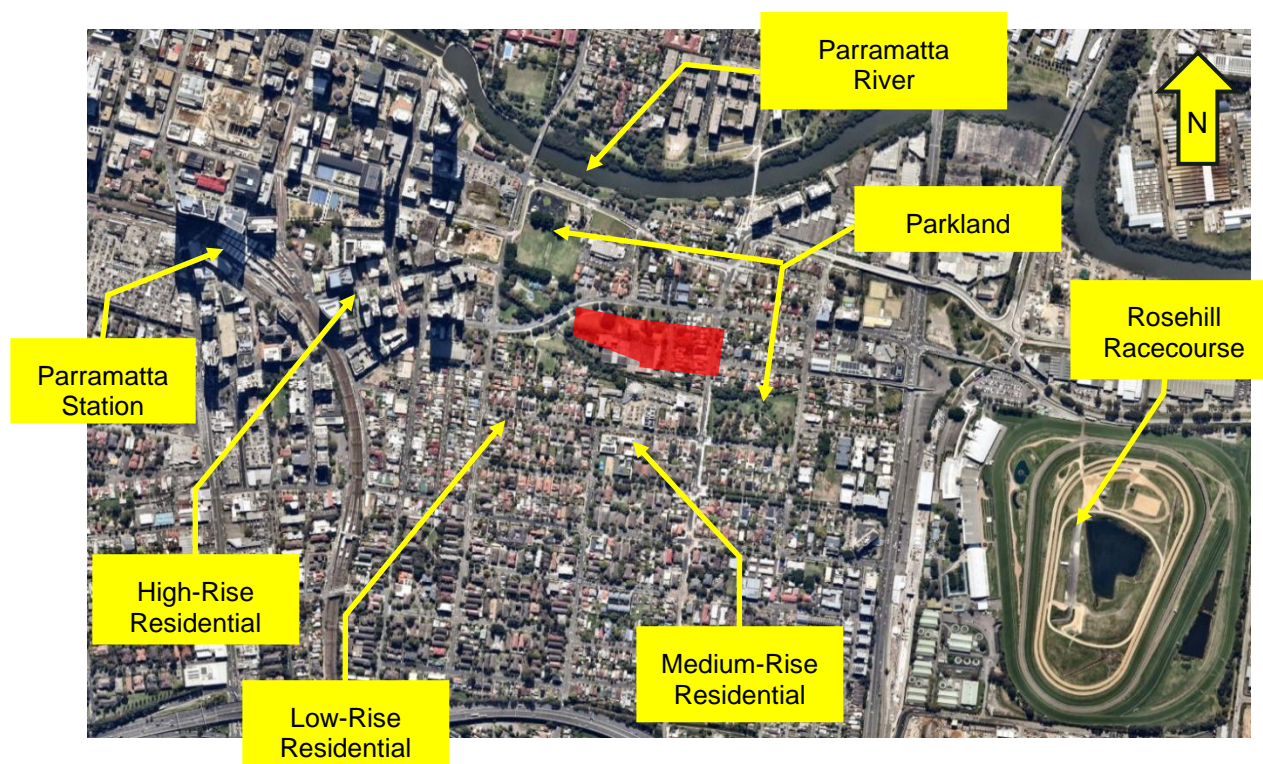 Parramatta
River
N
Parkland
Rosehill
Racecourse
Parramatta
Station
High-Rise
Residential
Medium-Rise
Residential
Low-Rise
Residential